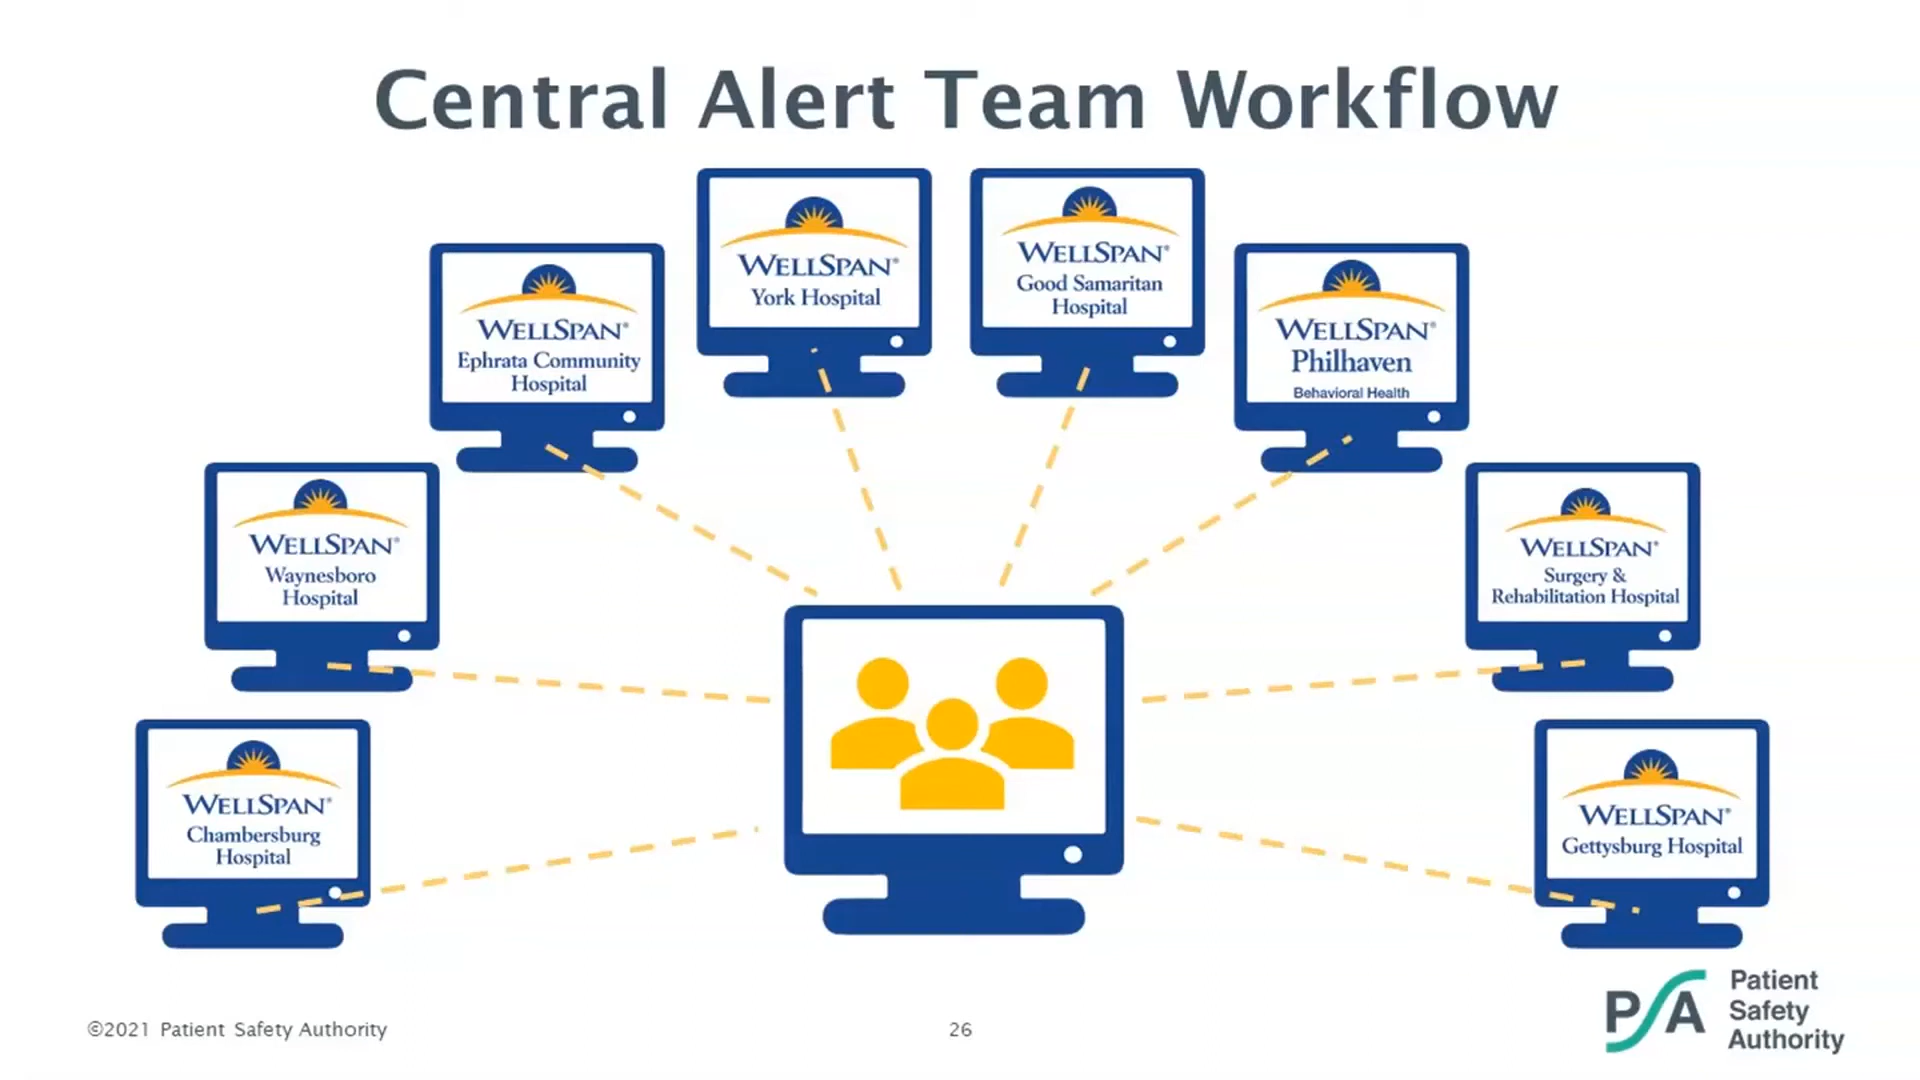 Central Alert Team Workflow
WELLSPAN®
York Hospital
WELLSPAN®
Good Samaritan
Hospital
WELLSPAN®
Ephrata Community
Hospital
WELLSPAN®
Philhaven
Behavioral Health
WELLSPAN®
Waynesboro
Hospital
WELLSPAN®
Surgery &
Rehabilitation Hospital
WELLSPAN®
Chambersburg
Hospital
WELLSPAN®
Gettysburg Hospital
©2021 Patient Safety Authority
26
PSA
Patient
Safety
Authority